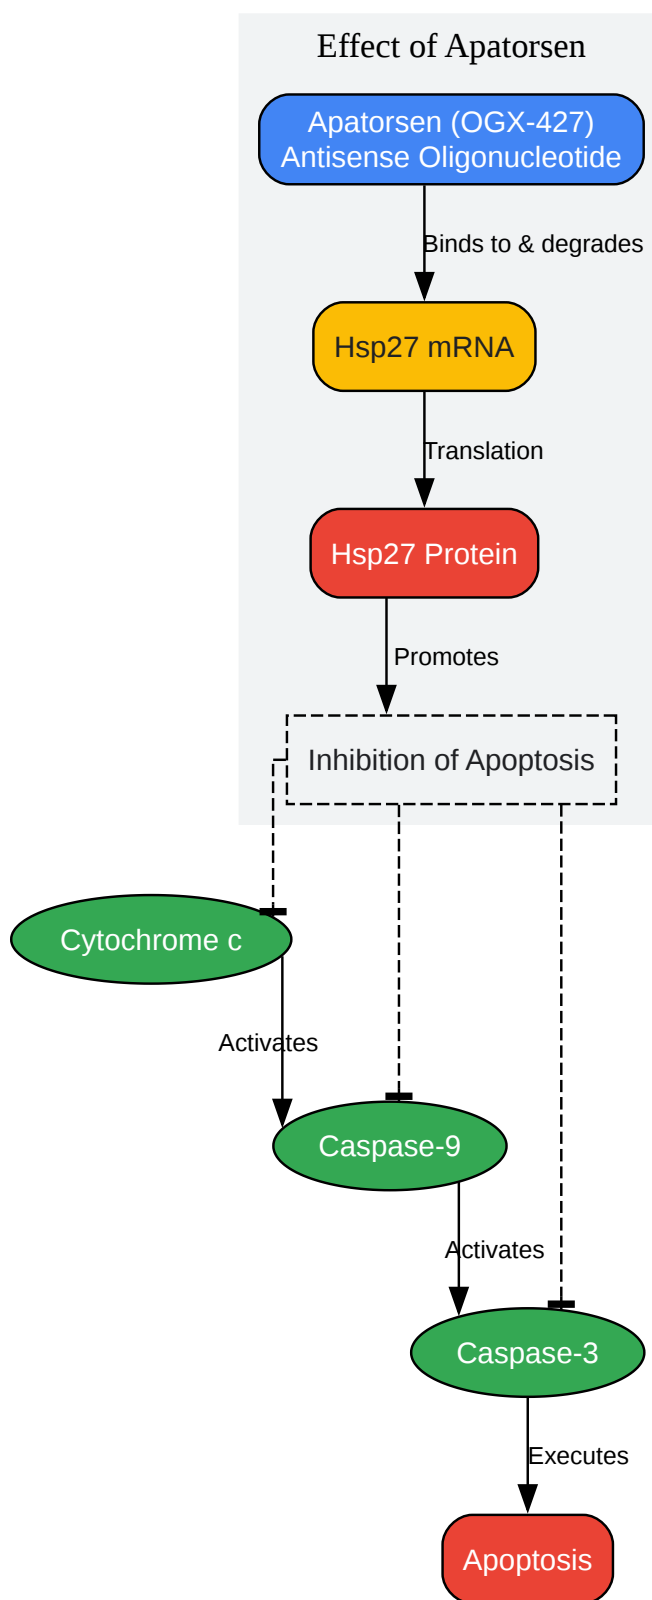 Effect of Apatorsen
Apatorsen (OGX-427)
Antisense Oligonucleotide
Binds to & degrades
Hsp27 mRNA
Translation
Hsp27 Protein
Promotes
Inhibition of Apoptosis
Cytochrome c
Activates
Caspase-9
Activates
Caspase-3
Executes
Apoptosis